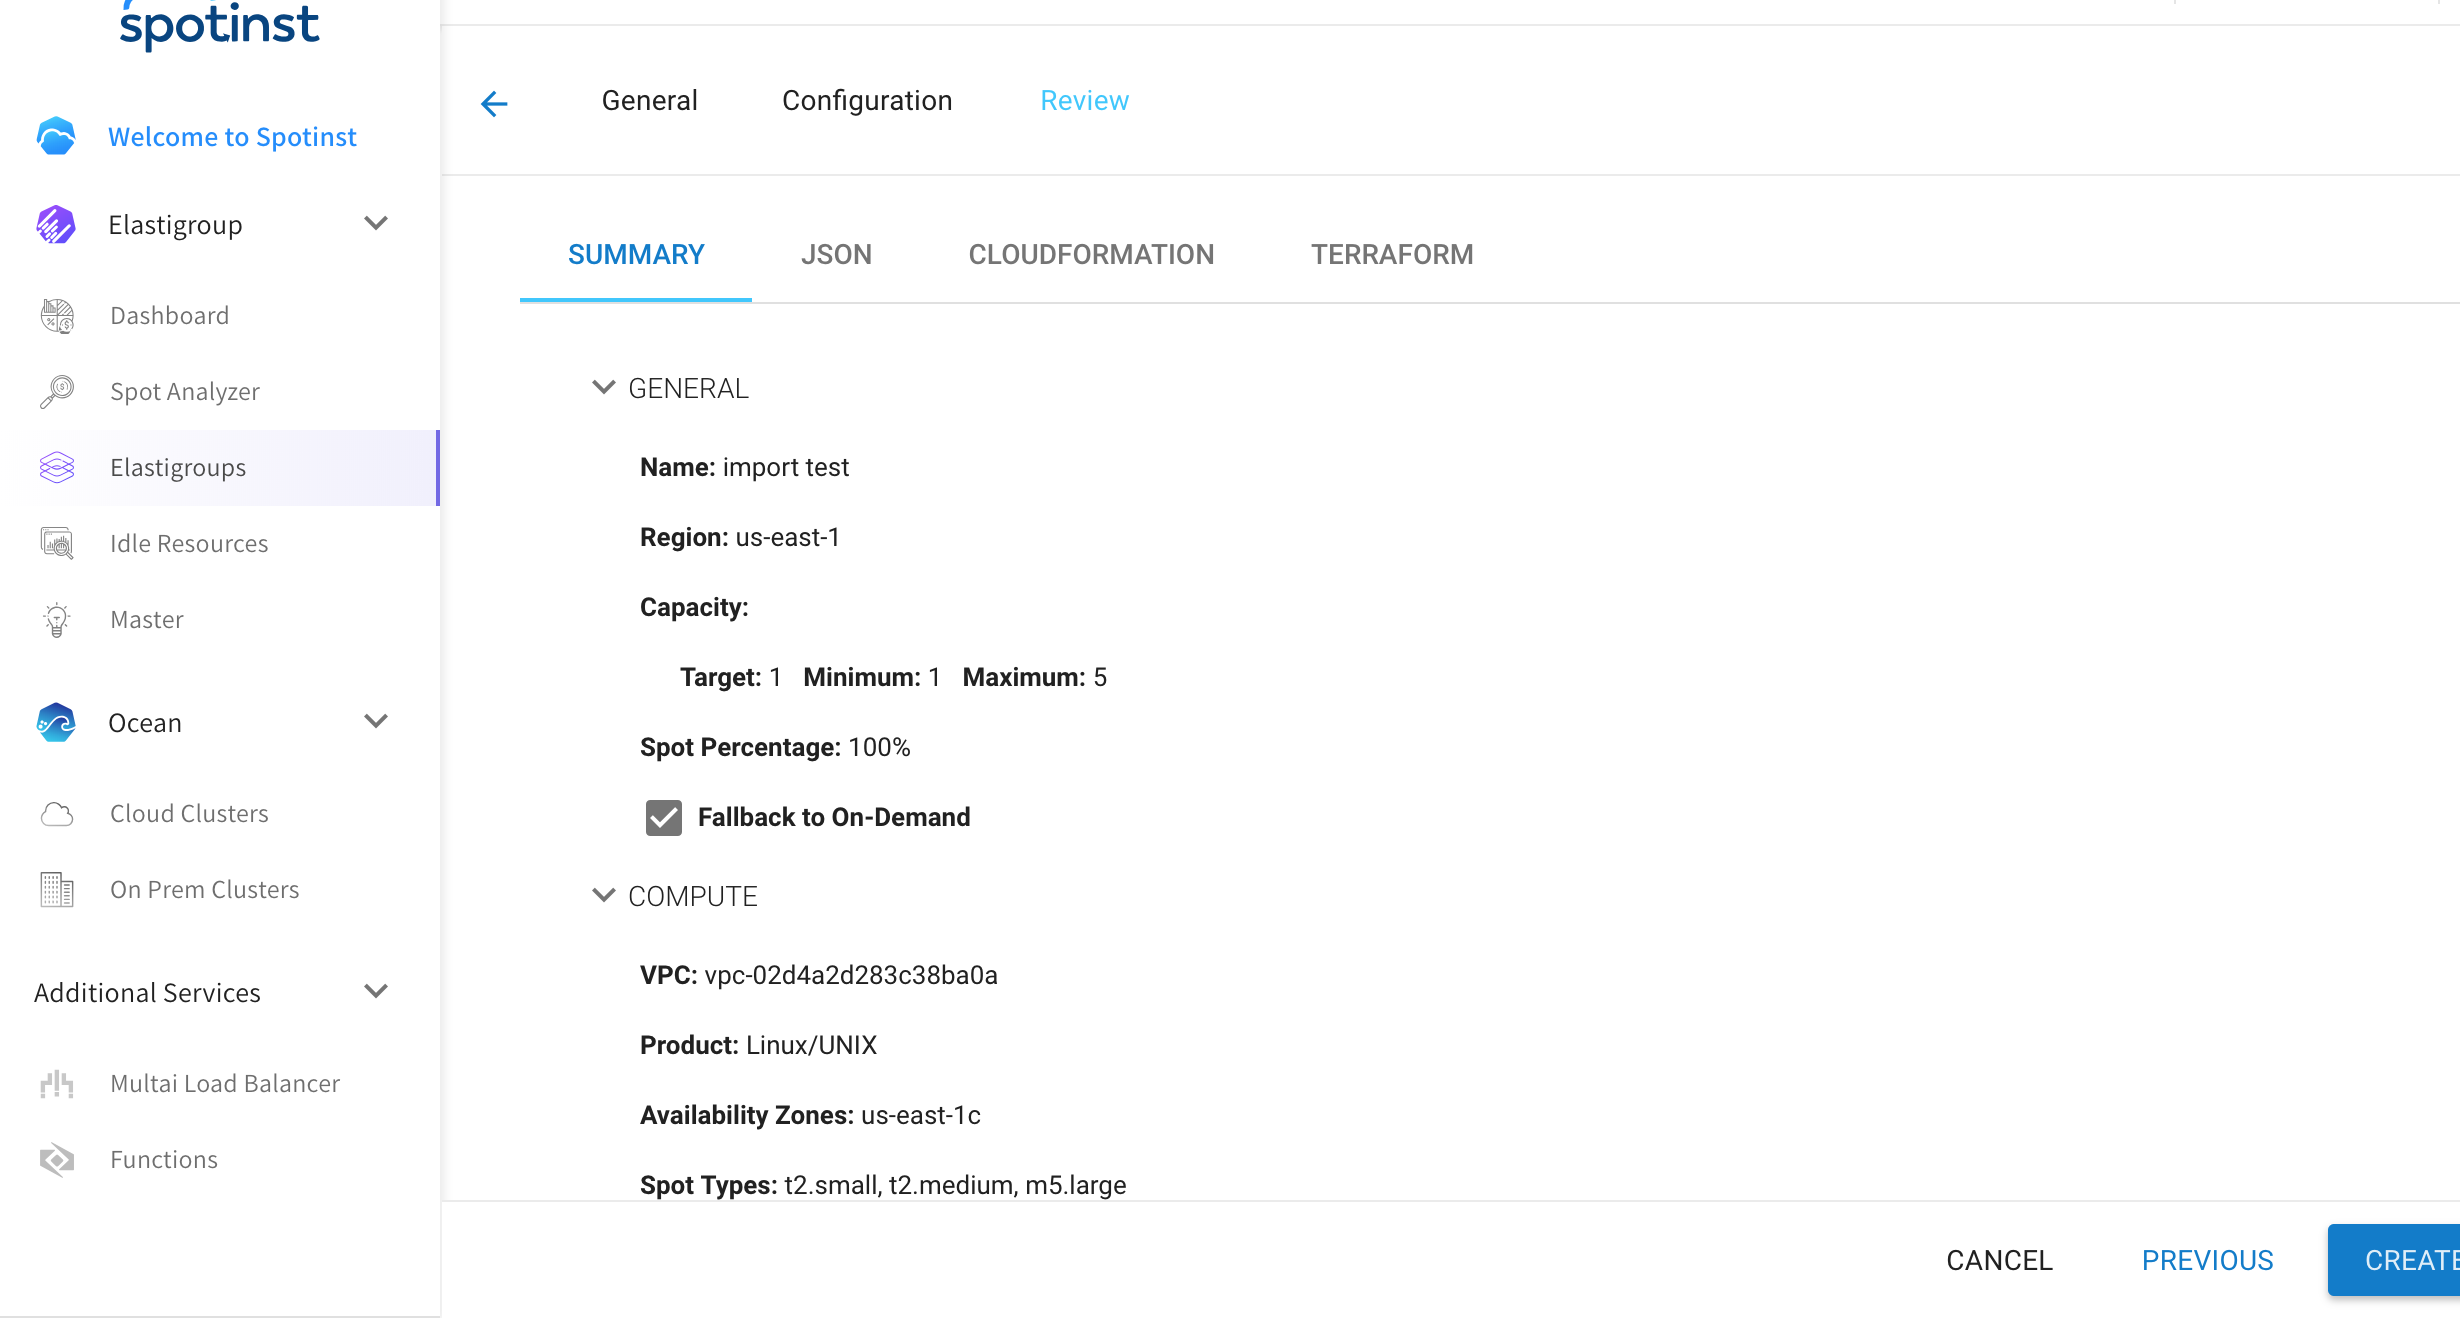 spotinst
Welcome to Spotinst
Elastigroup
Dashboard
Spot Analyzer
Elastigroups
Idle Resources
Master
Ocean
Cloud Clusters
On Prem Clusters
Additional Services
Multai Load Balancer
Functions
General Configuration Review
SUMMARY JSON CLOUDFORMATION TERRAFORM
GENERAL
Name: import test
Region: us-east-1
Capacity:
Target: 1 Minimum: 1 Maximum: 5
Spot Percentage: 100%
Fallback to On-Demand
COMPUTE
VPC: vpc-02d4a2d283c38ba0a
Product: Linux/UNIX
Availability Zones: us-east-1c
Spot Types: t2.small, t2.medium, m5.large
CANCEL PREVIOUS CREATE